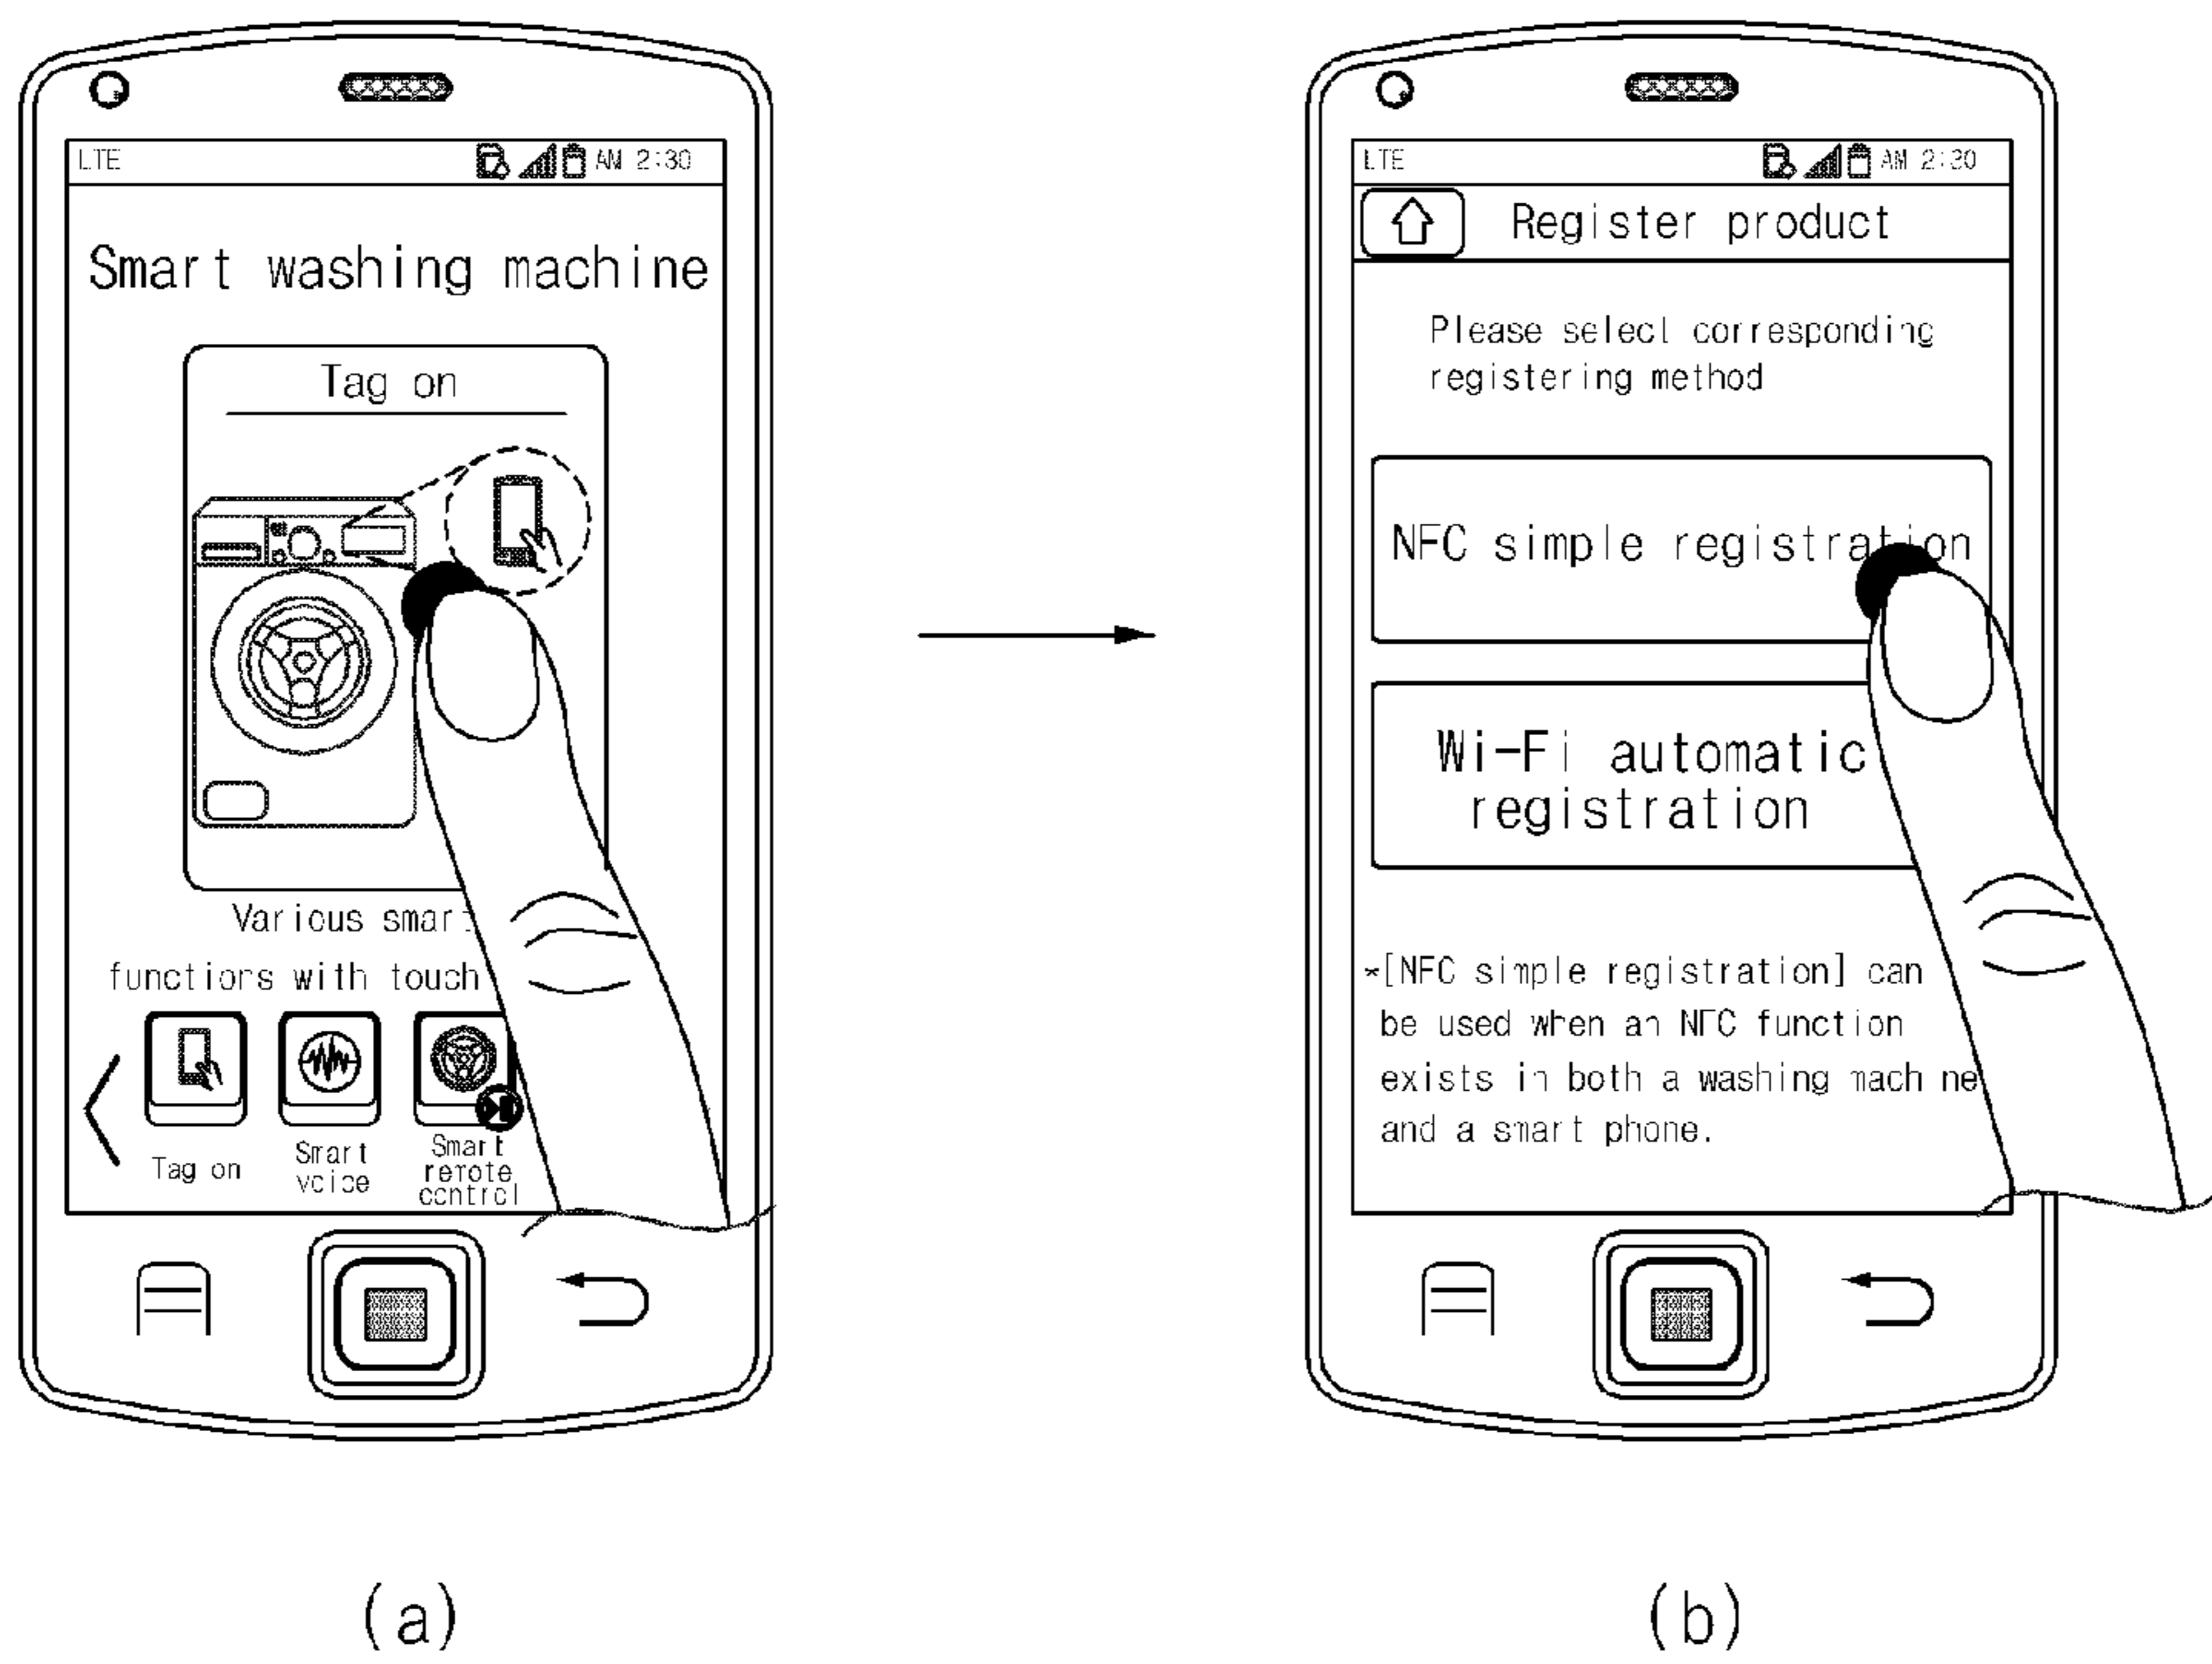 LTE AM 2:30
Smart washing machine
Tag on
Various smart
functions with touch
Tag on
Smart
voice
Smart
remote
control
(a)
LTE AM 2:30
Register product
Please select corresponding
registering method
NFC simple registration
Wi-Fi automatic
registration
*[NFC simple registration] can
be used when an NFC function
exists in both a washing machine
and a smart phone.
(b)